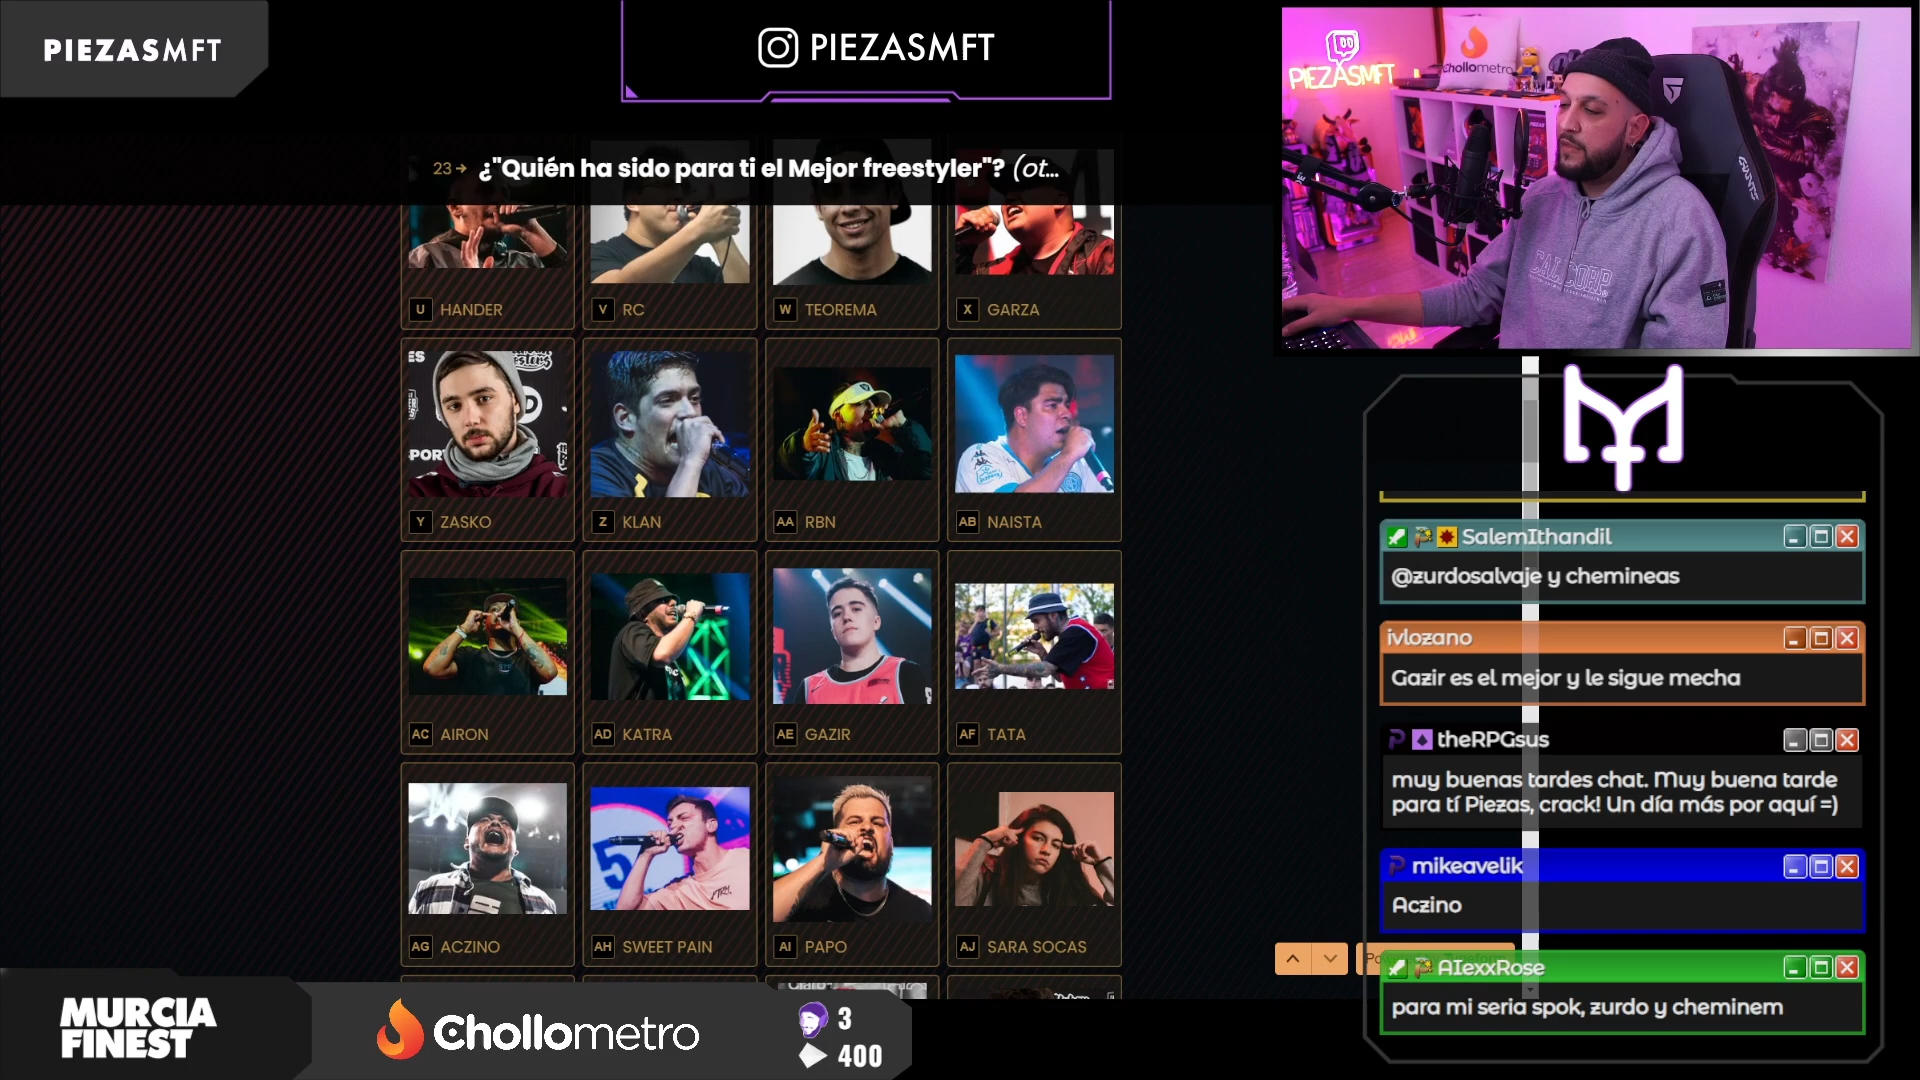 PIEZASMFT
PIEZASMFT
PIEZASMFT
Chollometro
23
¿"Quién ha sido para ti el Mejor freestyler"? (ot...
U HANDER
V RC
W TEOREMA
X GARZA
Y ZASKO
Z KLAN
AA RBN
AB NAISTA
AC AIRON
AD KATRA
AE GAZIR
AF TATA
AG ACZINO
AH SWEET PAIN
AI PAPO
AJ SARA SOCAS
SalemIthandil
@zurdosalvaje y chemineas
ivlozano
Gazir es el mejor y le sigue mecha
theRPGsus
muy buenas tardes chat. Muy buena tarde
para tí Piezas, crack! Un día más por aquí =)
mikeavelik
Aczino
AIexxRose
para mi seria spok, zurdo y cheminem
MURCIA
FINEST
Chollometro
3
400